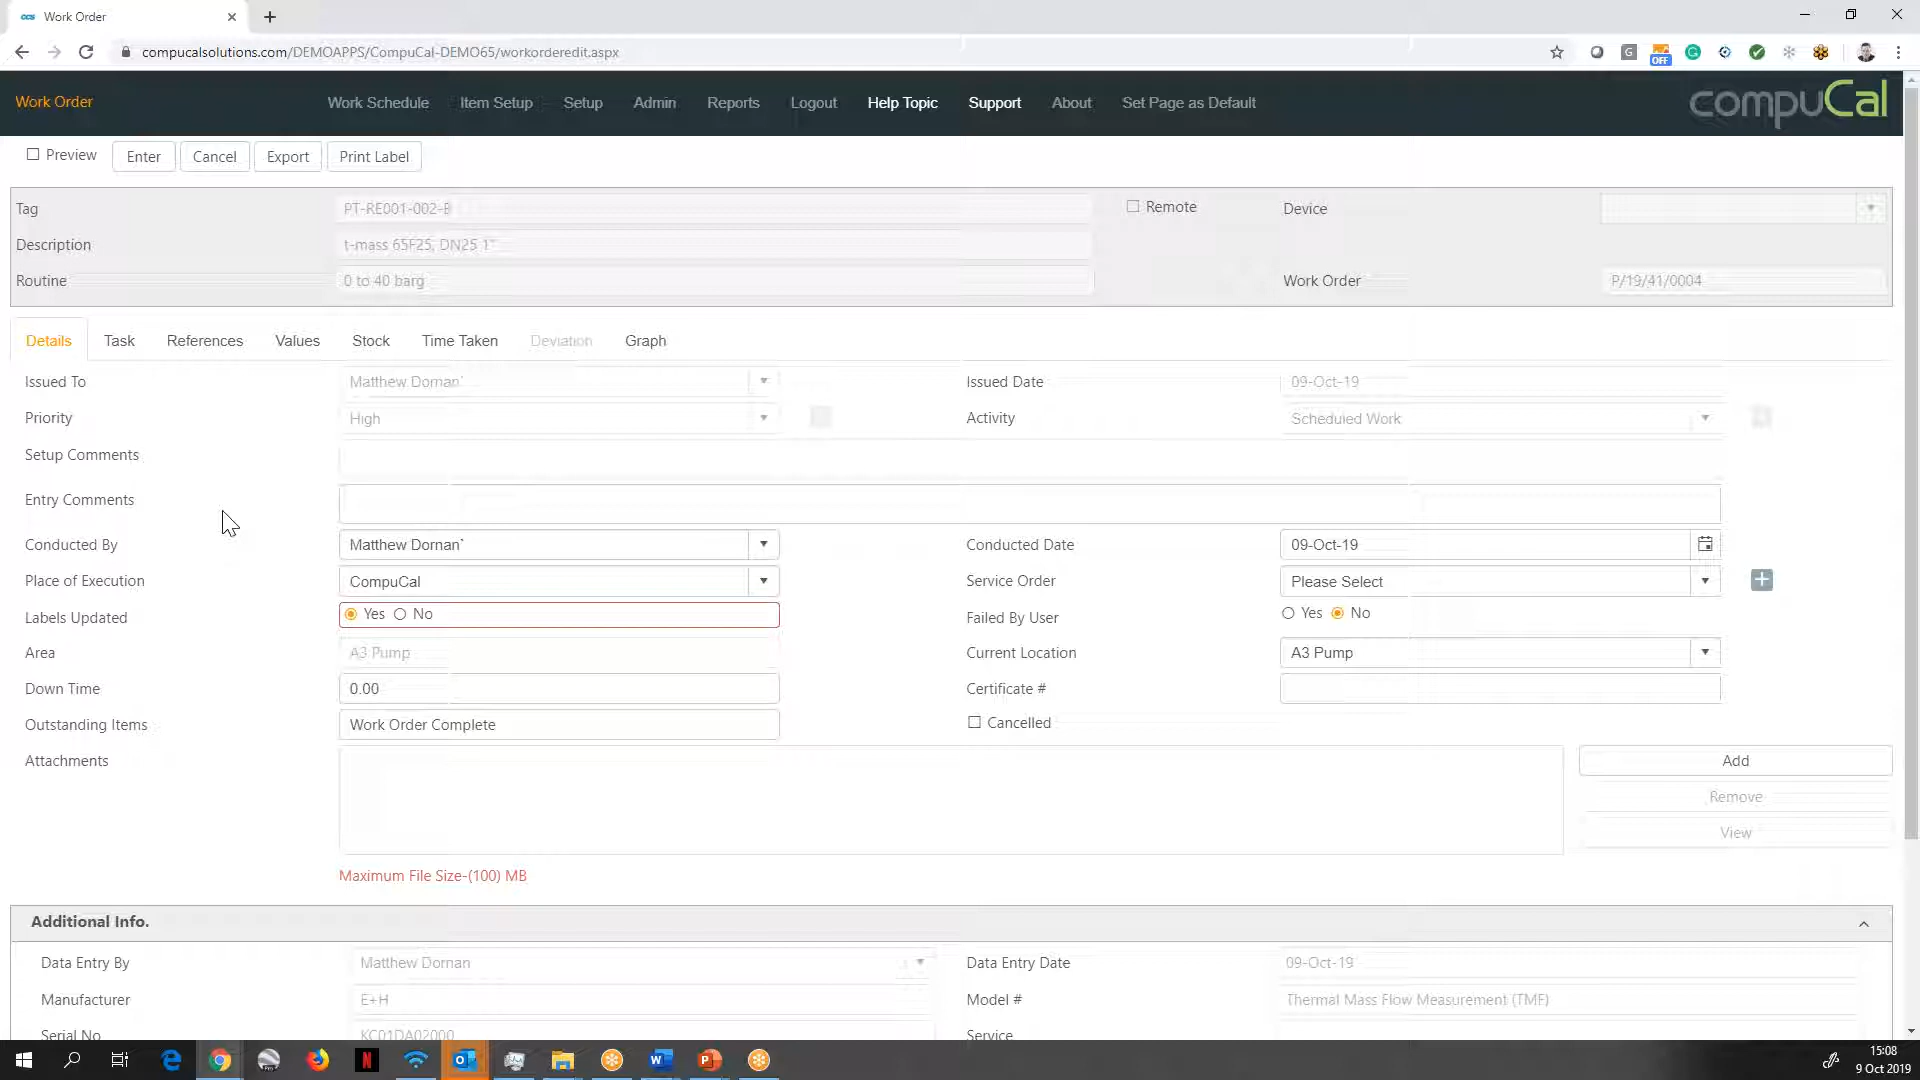 ccs Work Order
compucalsolutions.com/DEMOAPPS/CompuCal-DEMO65/workorderedit.aspx
OFF
Work Order Work Schedule Item Setup Setup Admin Reports Logout Help Topic Support About Set Page as Default compuCal
Preview Enter Cancel Export Print Label
Tag PT-RE001-002-B Remote Device
Description t-mass 65F25, DN25 1"
Routine 0 to 40 barg Work Order P/19/41/0004
Details Task References Values Stock Time Taken Deviation Graph
Issued To Matthew Dornan` Issued Date 09-Oct-19
Priority High Activity Scheduled Work
Setup Comments
Entry Comments
Conducted By Matthew Dornan` Conducted Date 09-Oct-19
Place of Execution CompuCal Service Order Please Select
Labels Updated Yes No Failed By User Yes No
Area A3 Pump Current Location A3 Pump
Down Time 0.00 Certificate #
Outstanding Items Work Order Complete Cancelled
Attachments Add
Remove
View
Maximum File Size-(100) MB
Additional Info.
Data Entry By Matthew Dornan Data Entry Date 09-Oct-19
Manufacturer E+H Model # Thermal Mass Flow Measurement (TMF)
Serial No KC01DA02000 Service
15:08
9 Oct 2019